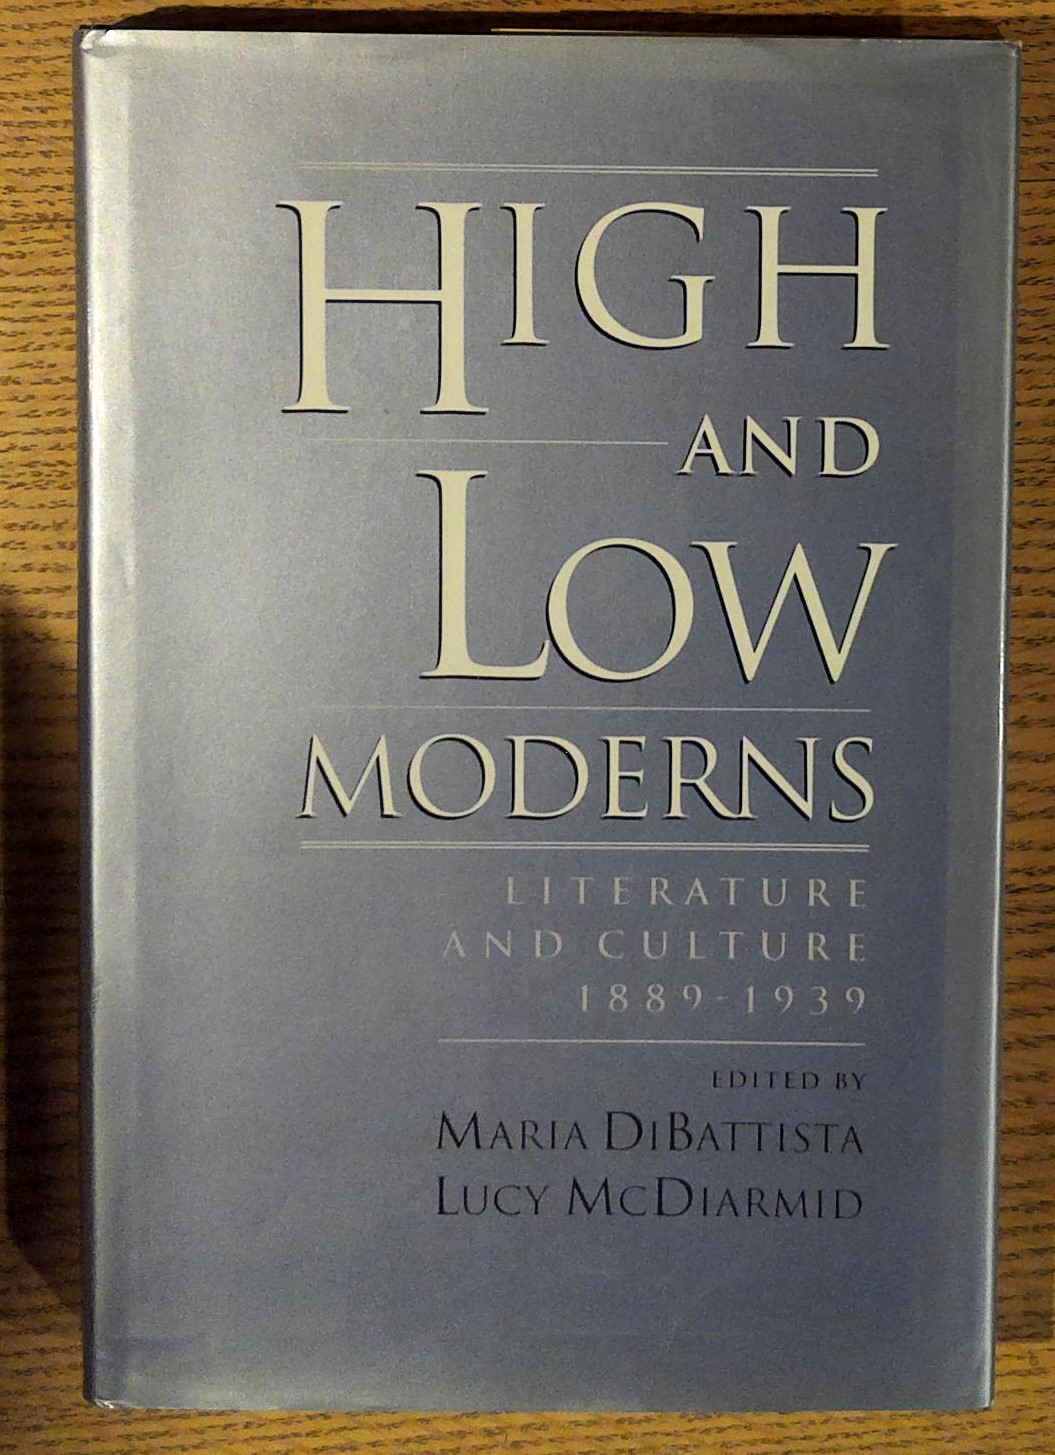 HIGH
AND
LOW
MODERNS
LITERATURE
AND CULTURE
1889-1939
EDITED BY
MARIA DIBATTISTA
LUCY MCDIARMID